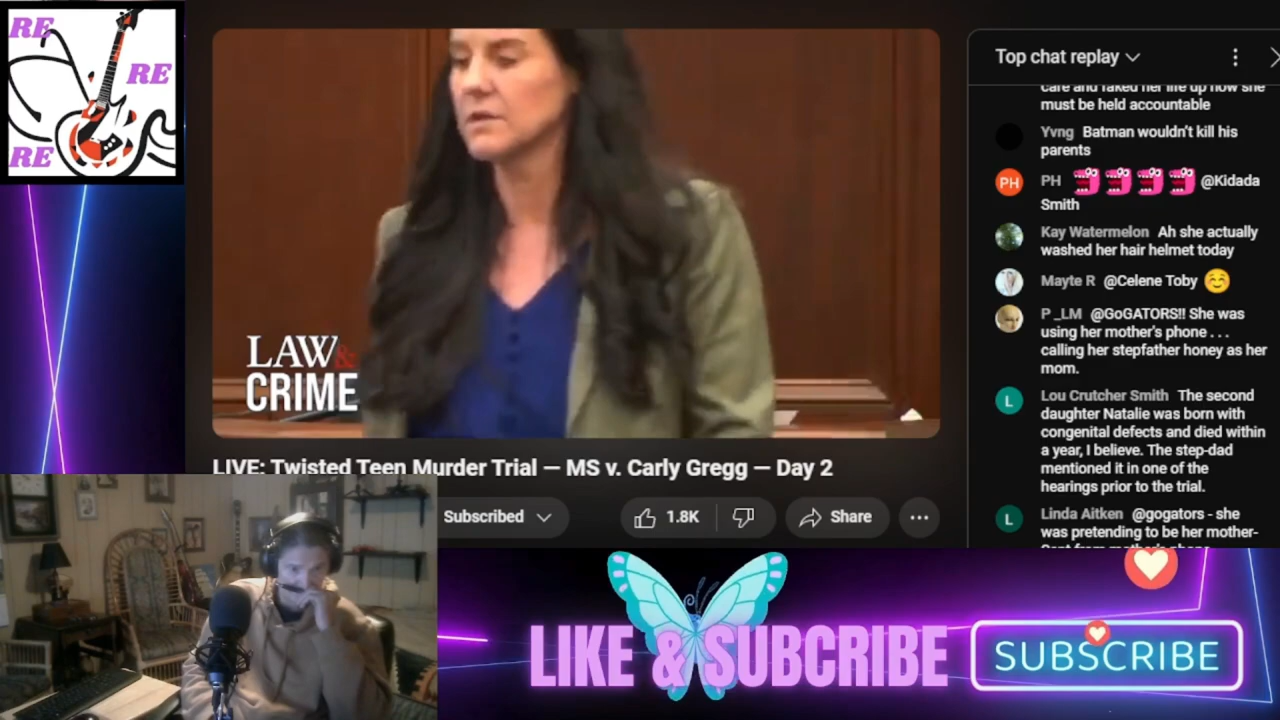 RE
RE
RE
LAW&
CRIME
LIVE: Twisted Teen Murder Trial — MS v. Carly Gregg — Day 2
Subscribed
1.8K
Share
Top chat replay
care and faked her life up now she
must be held accountable
Yvng Batman wouldn't kill his
parents
PH PH @Kidada
Smith
Kay Watermelon Ah she actually
washed her hair helmet today
Mayte R @Celene Toby
P _LM @GoGATORS!! She was
using her mother's phone . . .
calling her stepfather honey as her
mom.
L Lou Crutcher Smith The second
daughter Natalie was born with
congenital defects and died within
a year, I believe. The step-dad
mentioned it in one of the
hearings prior to the trial.
L Linda Aitken @gogators - she
was pretending to be her mother-
LIKE & SUBCRIBE
SUBSCRIBE